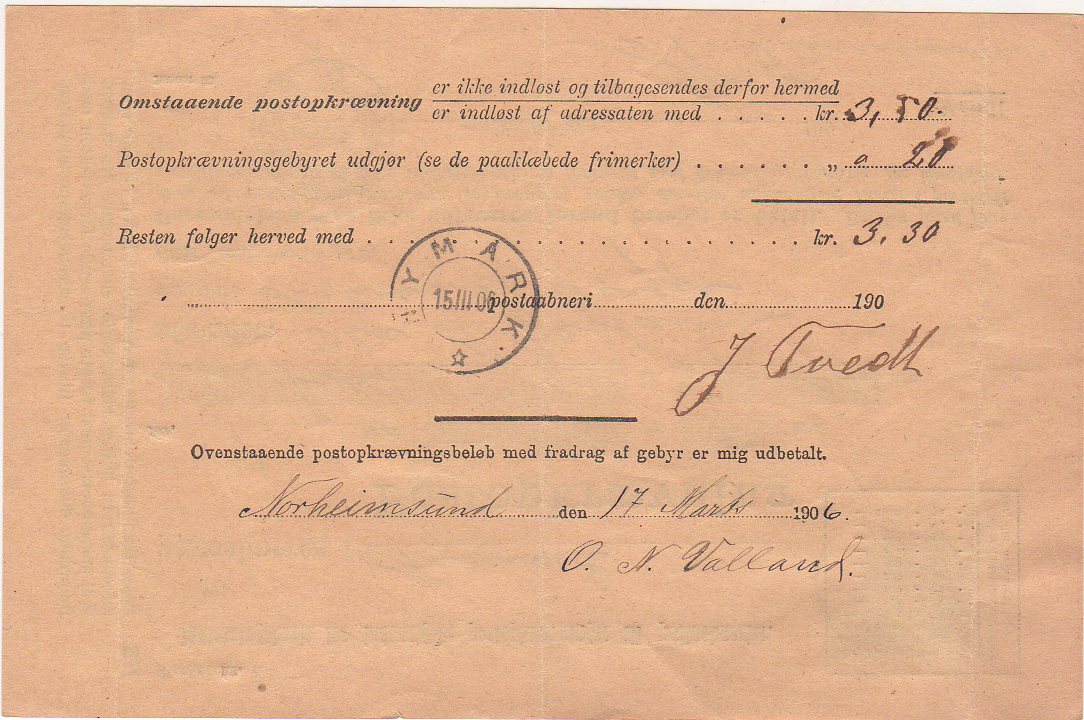 er ikke indløst og tilbagesendes derfor hermed
Omstaaende postopkrævning er indløst af adressaten med . . . . . kr. 3,50.
Postopkrævningsgebyret udgjør (se de paaklæbede frimerker) . . . . . . „ 20
Resten følger herved med . . . . . . . . . . . . . . . . . . . . kr. 3.30
YMARK
15 III 06
postaabneri den 190
J Tvedt
Ovenstaaende postopkrævningsbeløb med fradrag af gebyr er mig udbetalt.
Norheimsund den 17 Marts 1906.
O. N. Valland.